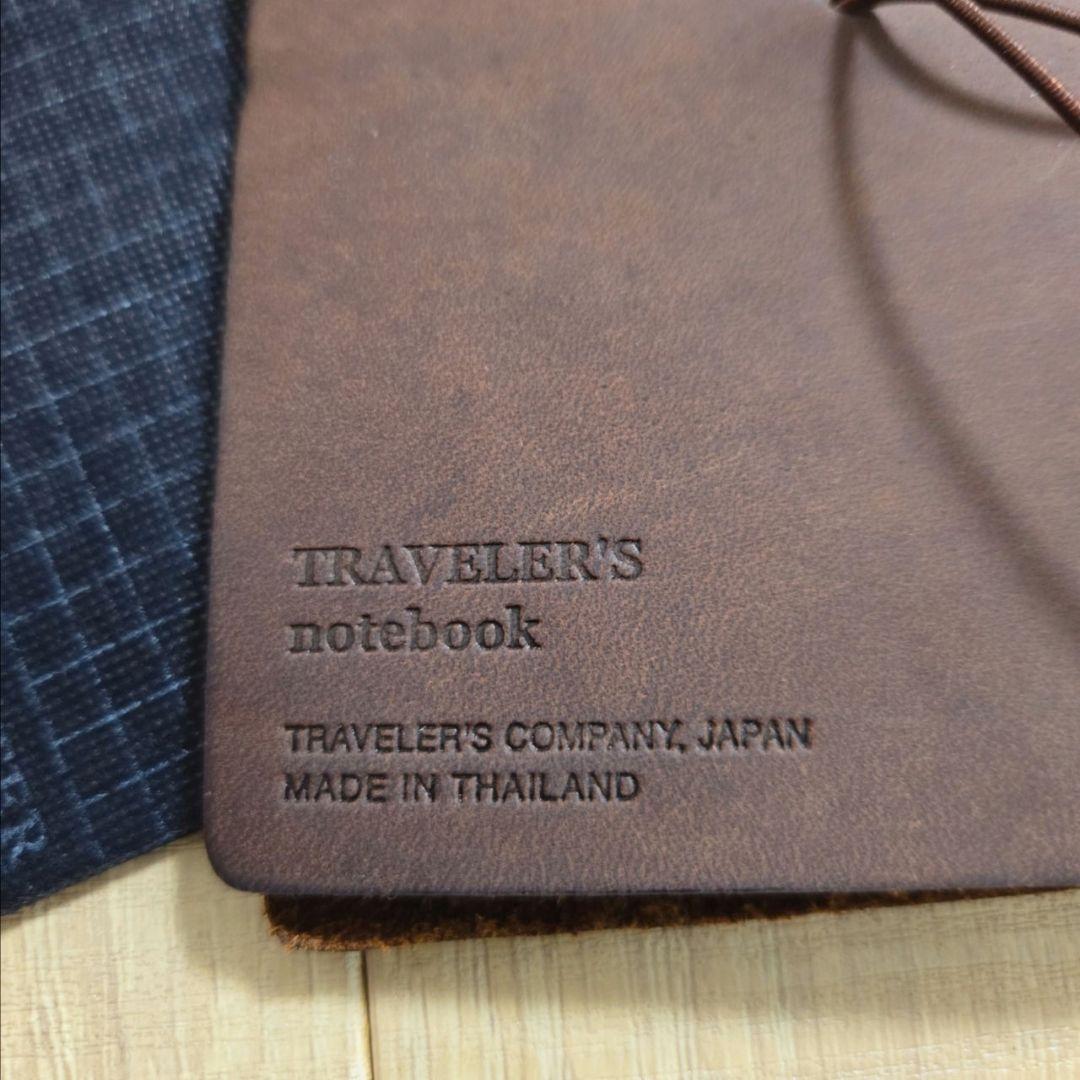 TRAVELER'S
notebook
TRAVELER'S COMPANY, JAPAN
MADE IN THAILAND